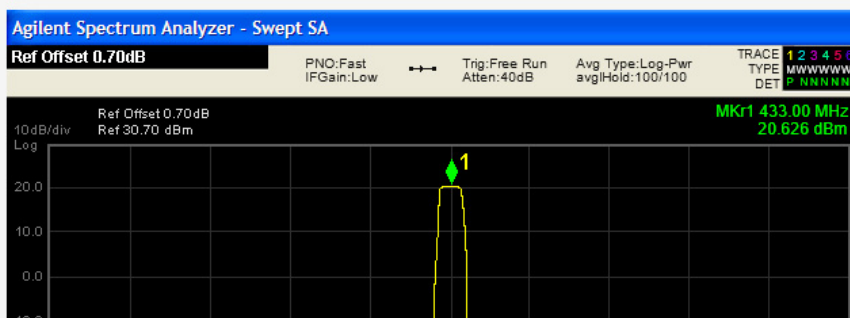 Agilent Spectrum Analyzer - Swept SA
Ref Offset 0.70dB
PNO:Fast Trig:Free Run Avg Type:Log-Pwr TRACE 1 2 3 4 5 6
IFGain:Low Atten:40dB avg|Hold:100/100 TYPE MWWWWW
DET P NNNNN
Ref Offset 0.70dB MKr1 433.00 MHz
10dB/div Ref 30.70 dBm 20.626 dBm
Log
1
20.0
10.0
0.0